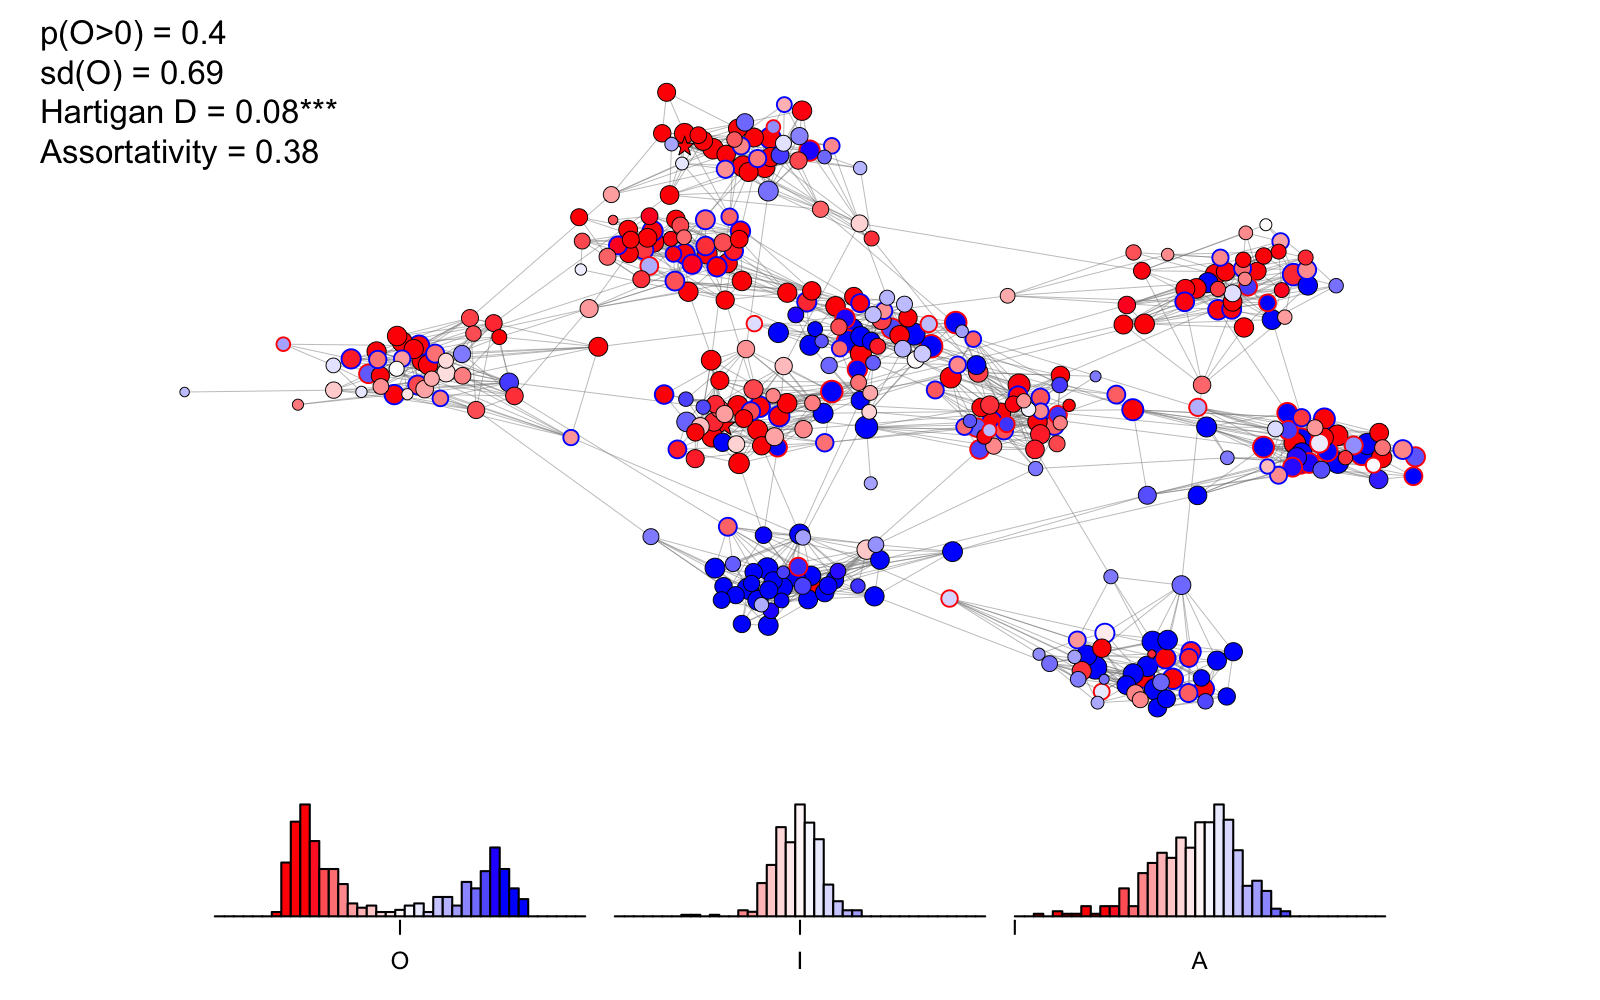 p(O>0) = 0.4
sd(O) = 0.69
Hartigan D = 0.08***
Assortativity = 0.38
O
I
A